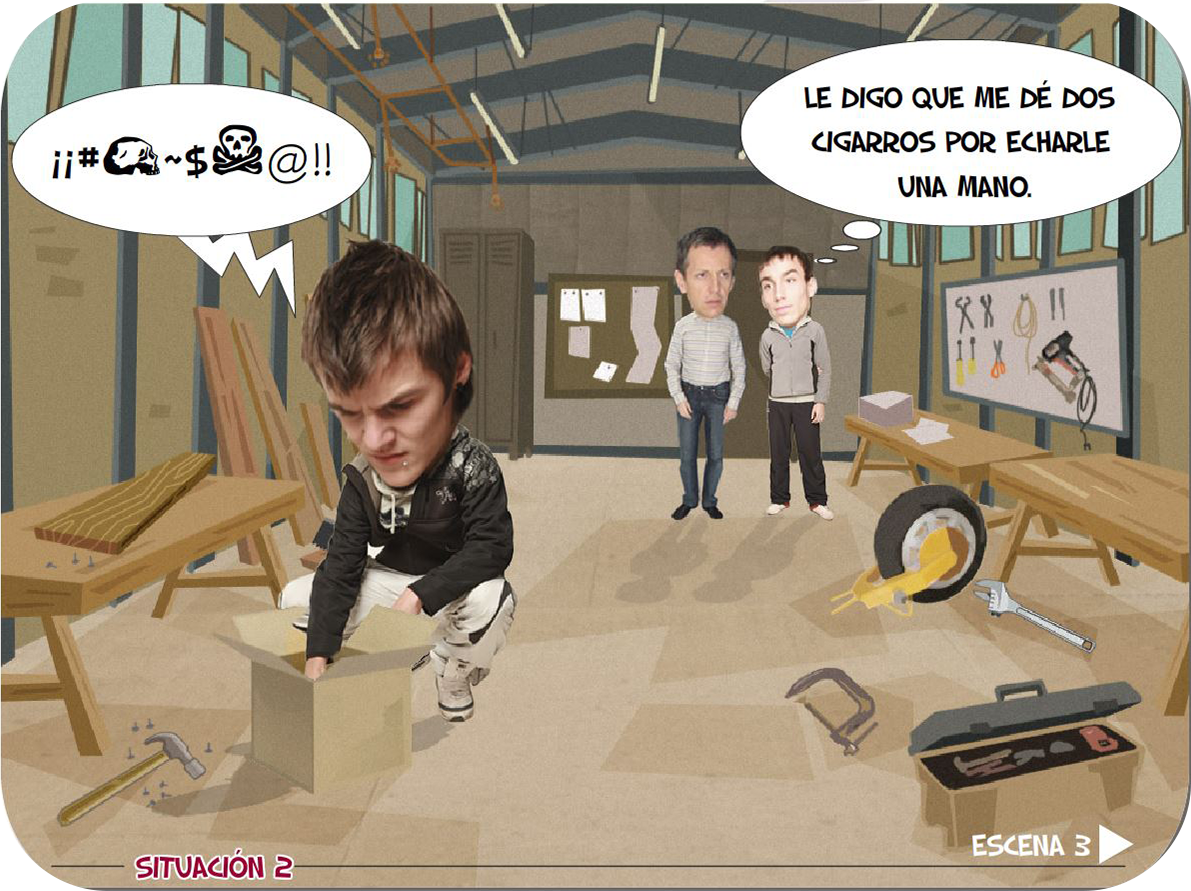 ¡¡#☠~$☠@!!
LE DIGO QUE ME DÉ DOS
CIGARROS POR ECHARLE
UNA MANO.
ESCENA 3
SITUACIÓN 2